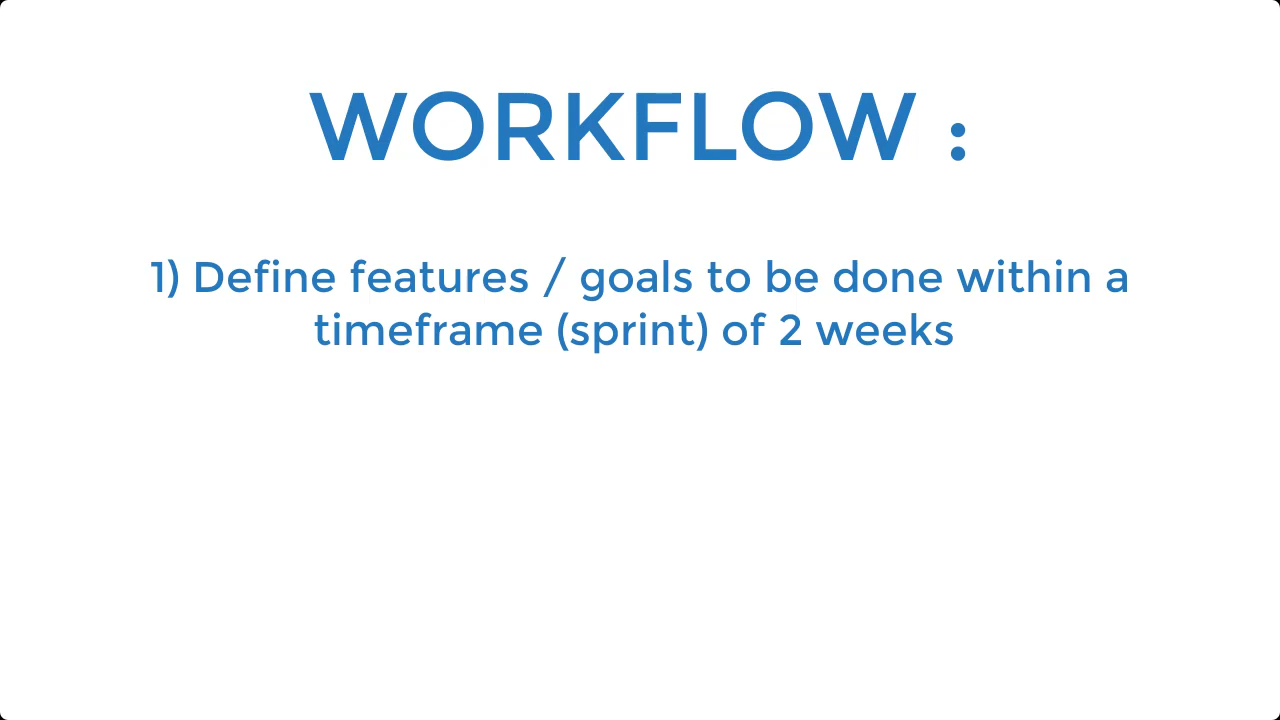 WORKFLOW :
1) Define features / goals to be done within a
timeframe (sprint) of 2 weeks